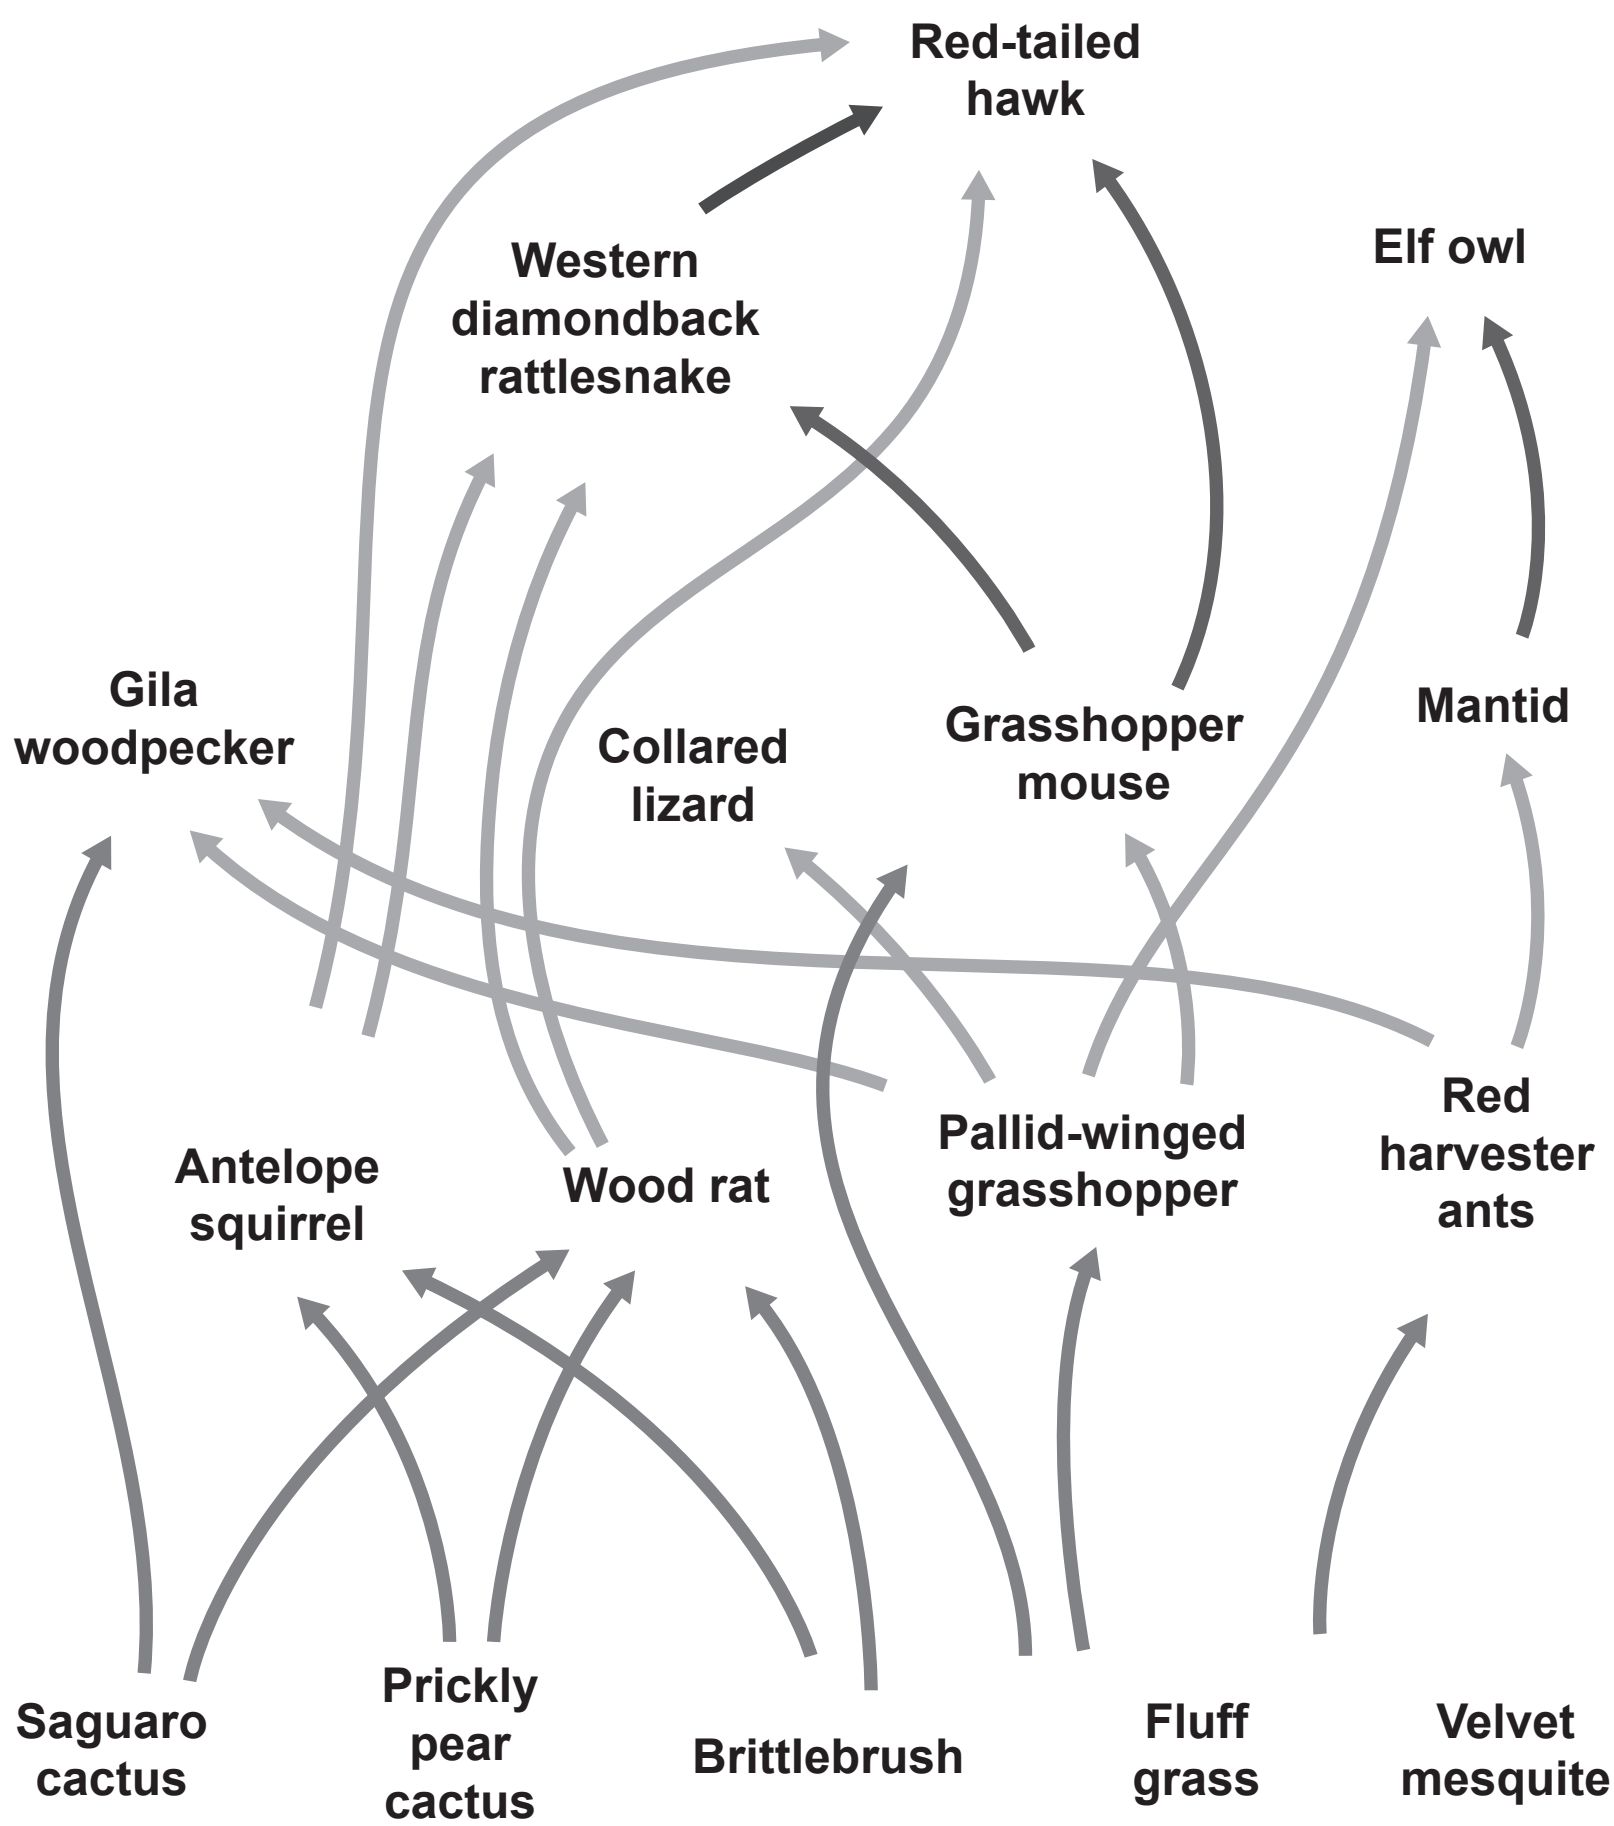 Red-tailed
hawk
Western
diamondback
rattlesnake
Elf owl
Gila
woodpecker
Collared
lizard
Grasshopper
mouse
Mantid
Antelope
squirrel
Wood rat
Pallid-winged
grasshopper
Red
harvester
ants
Saguaro
cactus
Prickly
pear
cactus
Brittlebrush
Fluff
grass
Velvet
mesquite